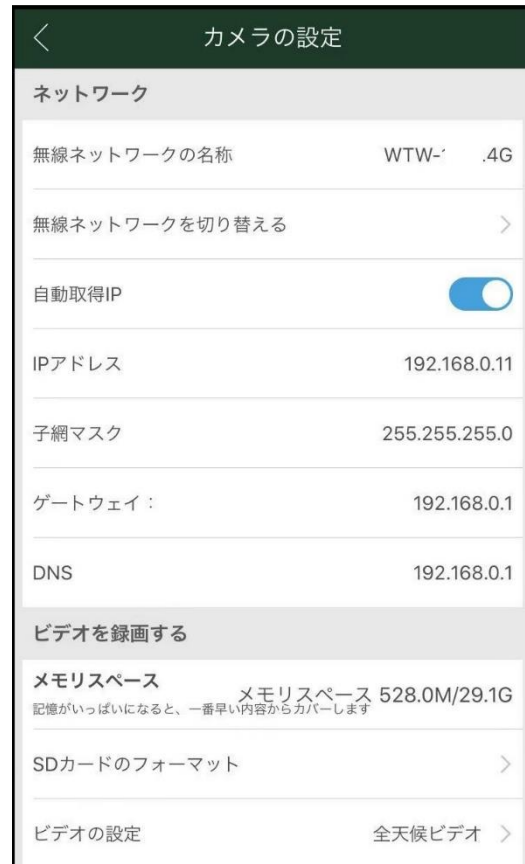 カメラの設定
ネットワーク
無線ネットワークの名称 WTW- .4G
無線ネットワークを切り替える
自動取得IP
IPアドレス 192.168.0.11
子網マスク 255.255.255.0
ゲートウェイ： 192.168.0.1
DNS 192.168.0.1
ビデオを録画する
メモリスペース メモリスペース 528.0M/29.1G
記憶がいっぱいになると、一番早い内容からカバーします
SDカードのフォーマット
ビデオの設定 全天候ビデオ